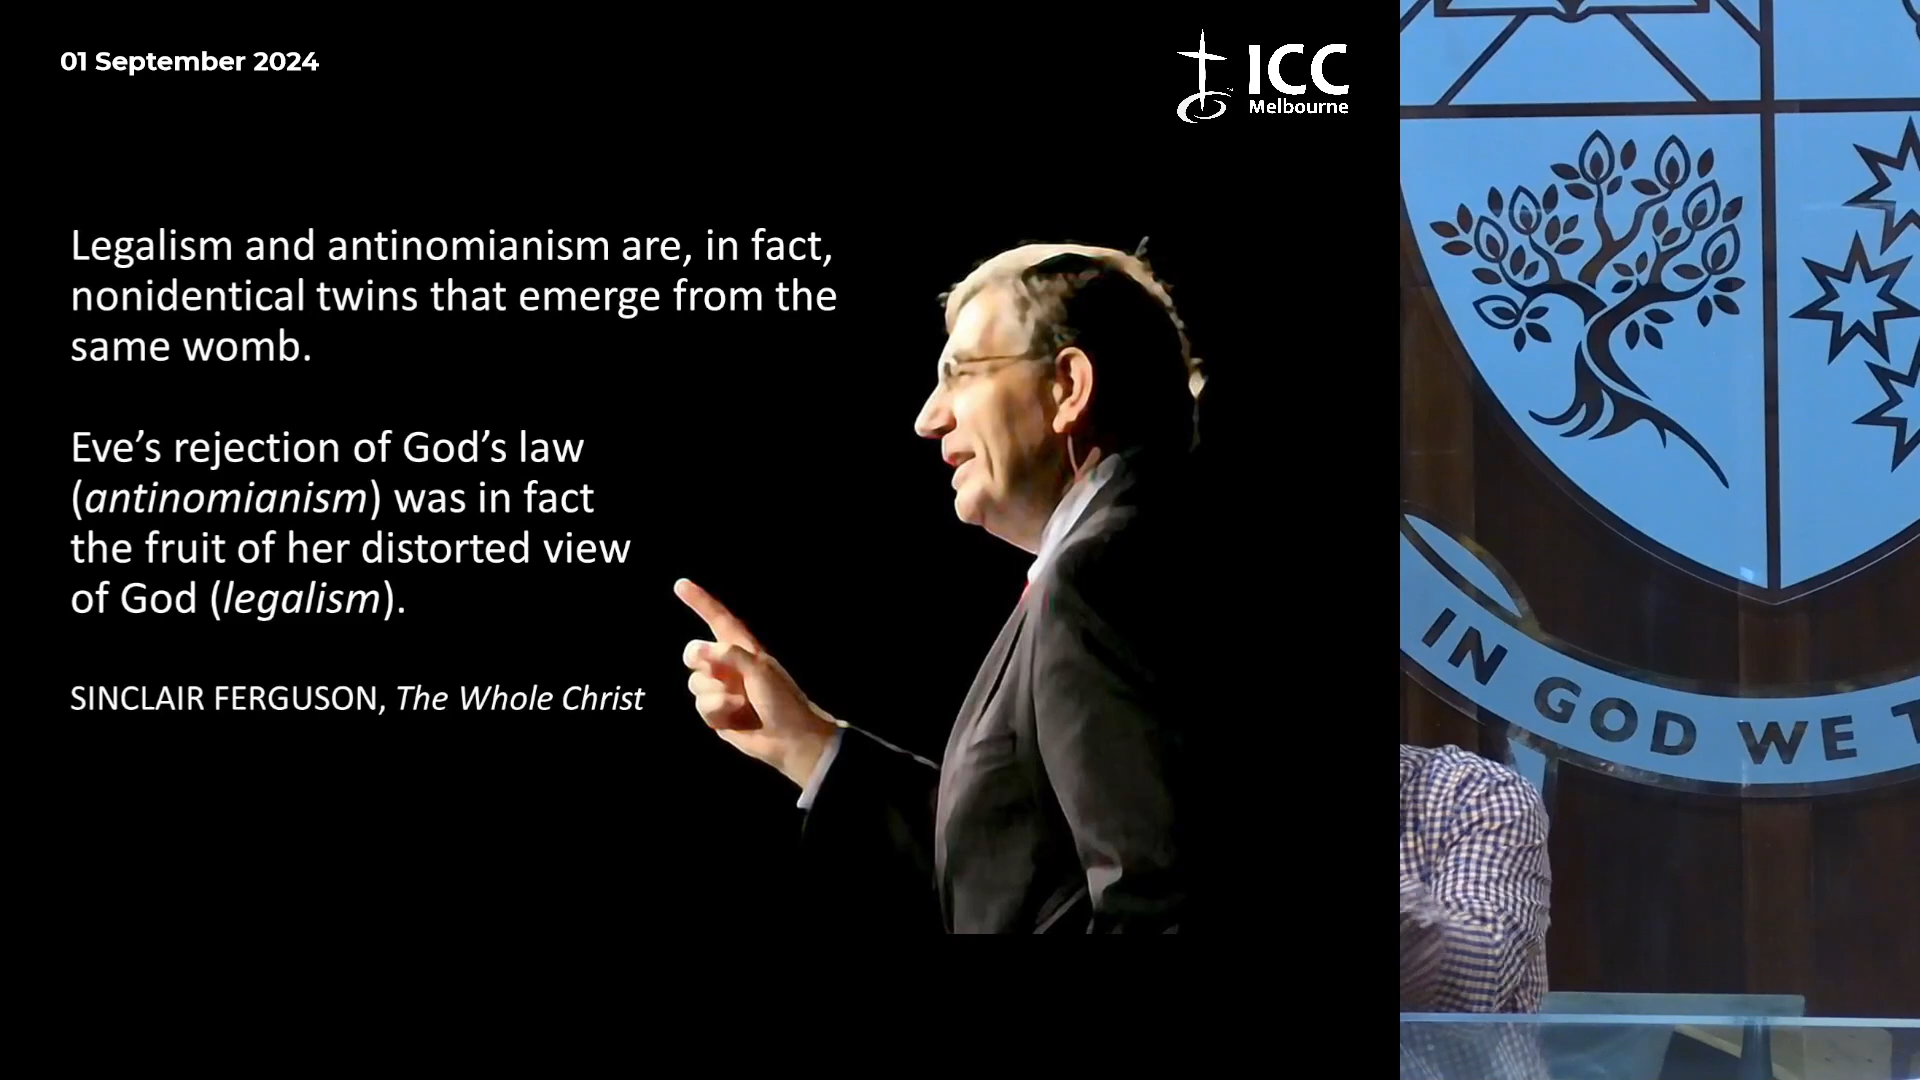 01 September 2024
ICC
Melbourne
Legalism and antinomianism are, in fact,
nonidentical twins that emerge from the
same womb.
Eve’s rejection of God’s law
(antinomianism) was in fact
the fruit of her distorted view
of God (legalism).
SINCLAIR FERGUSON, The Whole Christ
IN GOD WE